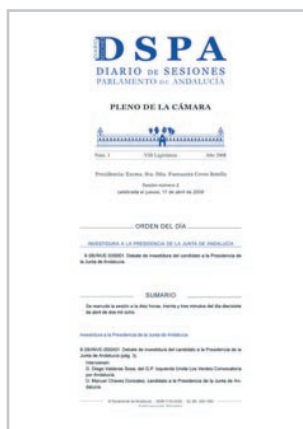 DIARIO
DSPA
DIARIO DE SESIONES
PARLAMENTO DE ANDALUCÍA
PLENO DE LA CÁMARA
VIII Legislatura Año 2008
Presidencia: Excma. Sra. Dña. Fuensanta Coves Botella
Sesión número 2
celebrada el jueves, 17 de abril de 2008
ORDEN DEL DÍA
INVESTIDURA A LA PRESIDENCIA DE LA JUNTA DE ANDALUCÍA
Debate de investidura del candidato a la Presidencia de
la Junta de Andalucía.
SUMARIO
Se reanuda la sesión a las diez horas, treinta y tres minutos del día diecisiete
de abril de dos mil ocho.
Investidura a la Presidencia de la Junta de Andalucía
Debate de investidura del candidato a la Presidencia de la
Junta de Andalucía (pág. 3).
Intervienen:
D. Diego Valderas Sosa, del G.P. Izquierda Unida Los Verdes-Convocatoria
por Andalucía.
D. Manuel Chaves González, candidato a la Presidencia de la Junta de An-
dalucía.